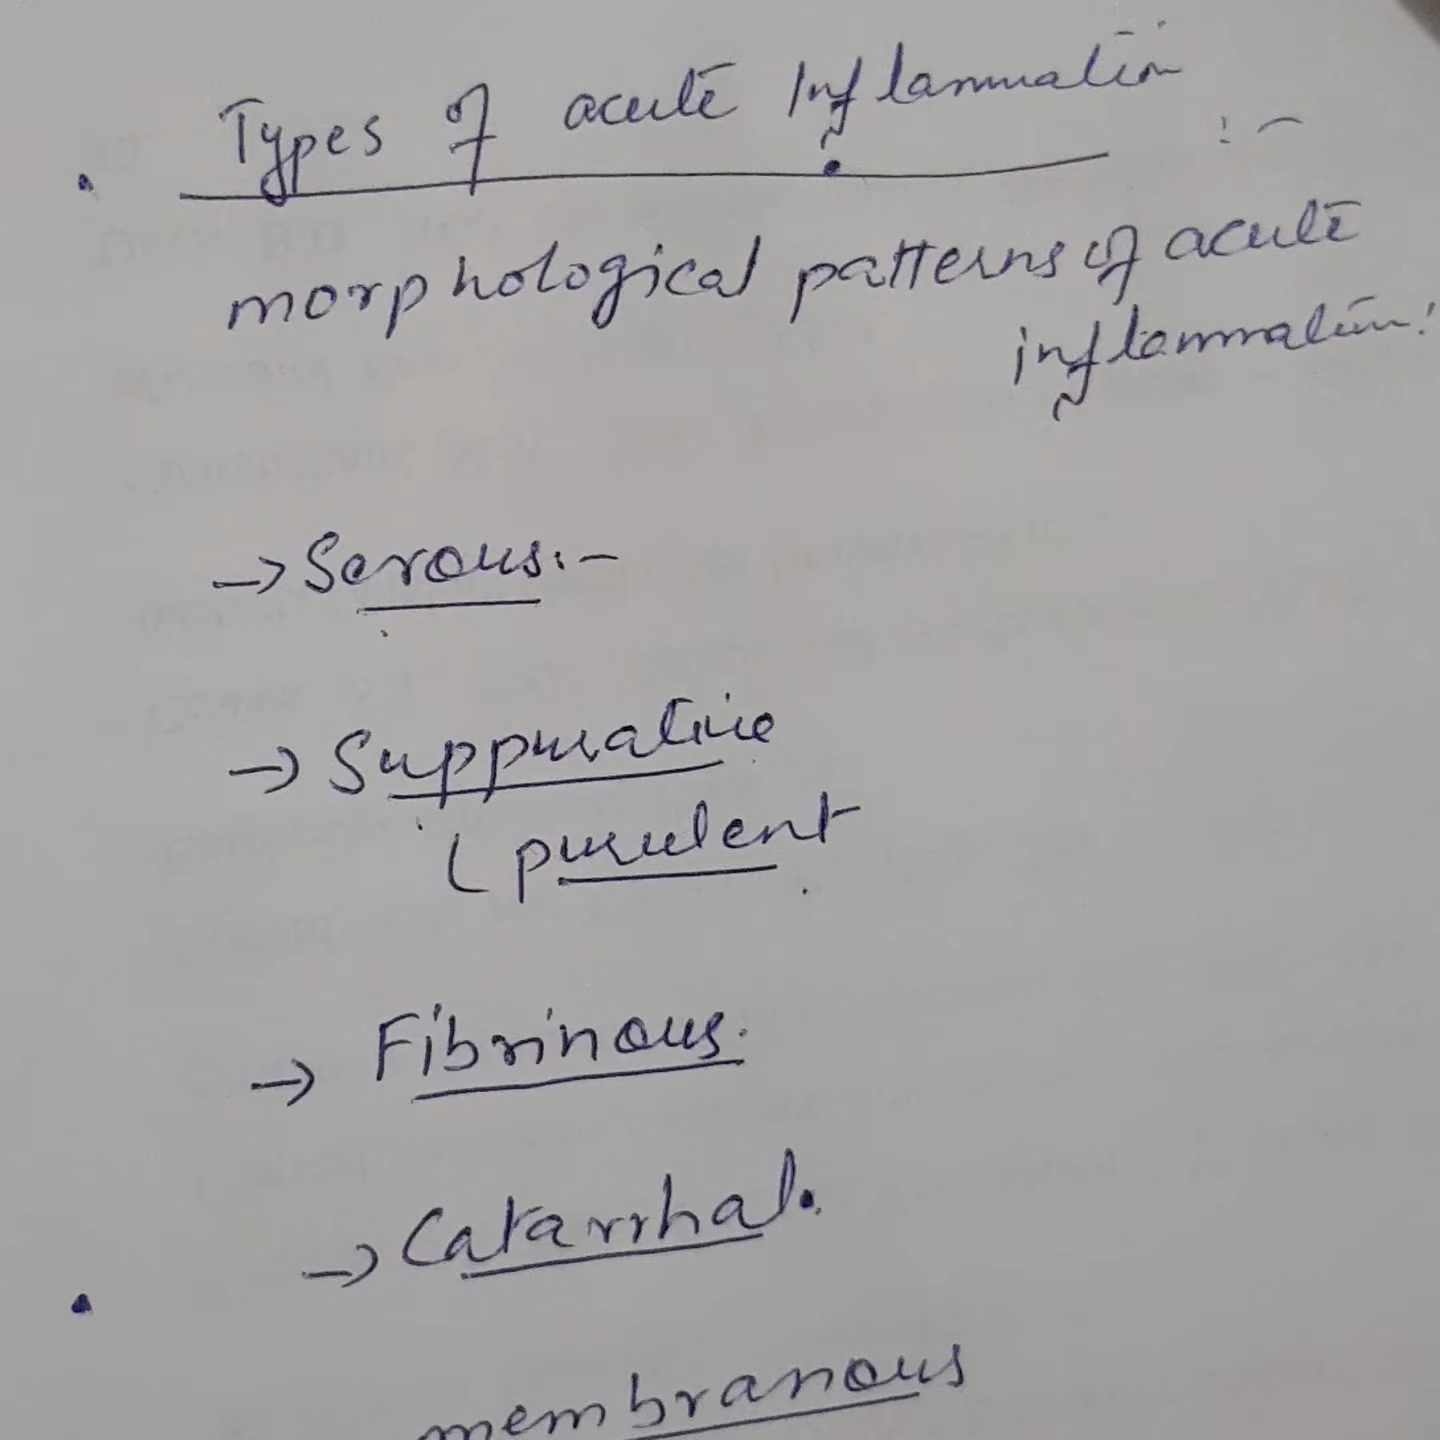 Types of acute Inflammation :-
morphological patterns of acute
inflammation:
→ Serous:-
→ Suppurative
( purulent
→ Fibrinous.
→ Catarrhal.
membranous